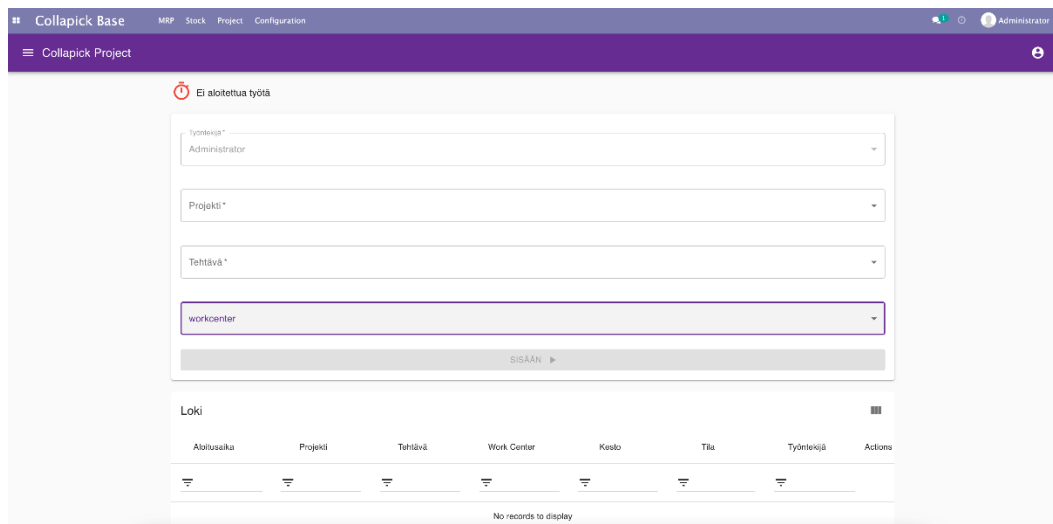 Collapick Base MRP Stock Project Configuration 1 Administrator
Collapick Project
Ei aloitettua työtä
Työntekijä *
Administrator
Projekti *
Tehtävä *
workcenter
SISÄÄN
Loki
Aloitusaika Projekti Tehtävä Work Center Kesto Tila Työntekijä Actions
No records to display